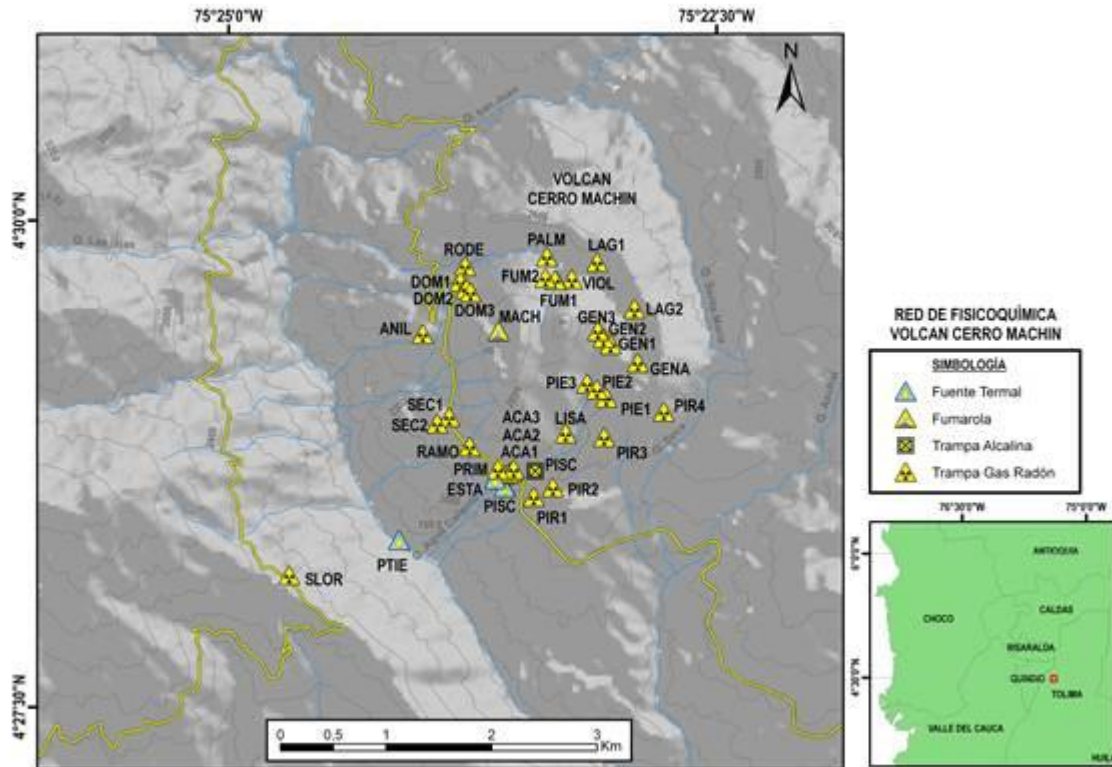 75°25'0"W
75°22'30"W
4°30'0"N
4°27'30"N
N
VOLCAN
CERRO MACHIN
RODE
PALM
LAG1
DOM1
FUM2
VIOL
DOM2
FUM1
DOM3
MACH
LAG2
GEN3
GEN2
ANIL
GEN1
GENA
PIE3
PIE2
SEC1
ACA3
PIE1
PIR4
SEC2
ACA2
LISA
RAMO
ACA1
PIR3
PRIM
PISC
ESTA
PIR2
PISC
PIR1
PTIE
SLOR
0
0.5
1
2
3
Km
RED DE FISICOQUÍMICA
VOLCAN CERRO MACHIN
SIMBOLOGÍA
Fuente Termal
Fumarola
Trampa Alcalina
Trampa Gas Radón
76°30'0"W
75°0'0"W
ANTIOQUIA
CHOCO
CALDAS
RISARALDA
QUINDIO
TOLIMA
VALLE DEL CAUCA